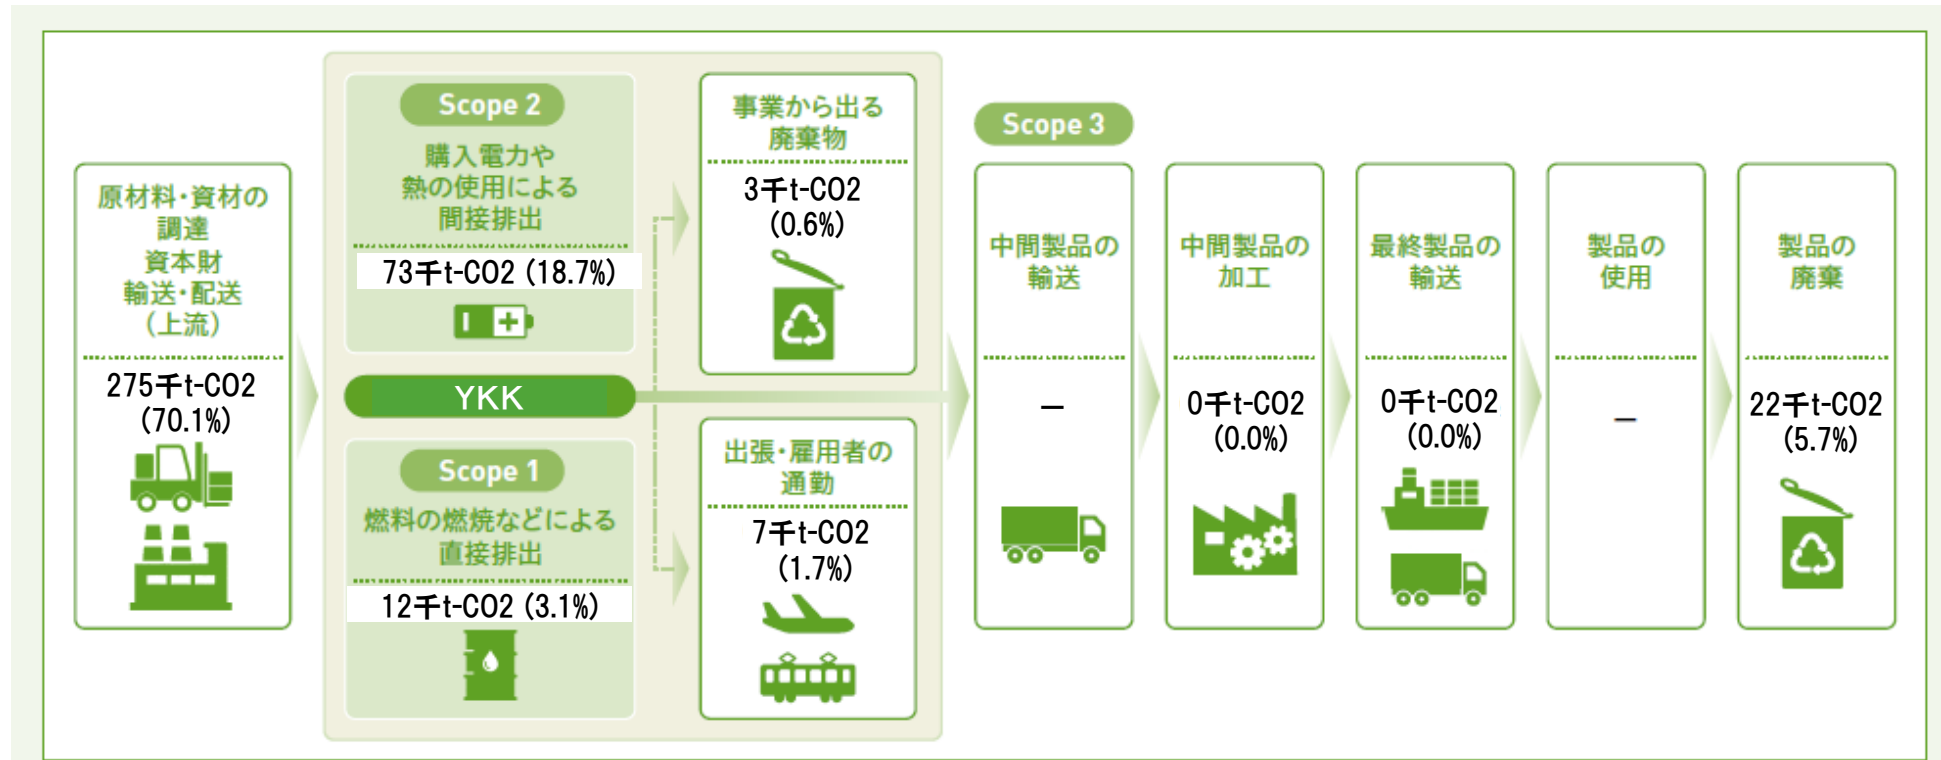 原材料・資材の
調達
資本財
輸送・配送
（上流）
275千t-CO2
(70.1%)
Scope 2
購入電力や
熱の使用による
間接排出
73千t-CO2 (18.7%)
YKK
Scope 1
燃料の燃焼などによる
直接排出
12千t-CO2 (3.1%)
事業から出る
廃棄物
3千t-CO2
(0.6%)
出張・雇用者の
通勤
7千t-CO2
(1.7%)
Scope 3
中間製品の
輸送
－
中間製品の
加工
0千t-CO2
(0.0%)
最終製品の
輸送
0千t-CO2
(0.0%)
製品の
使用
－
製品の
廃棄
22千t-CO2
(5.7%)